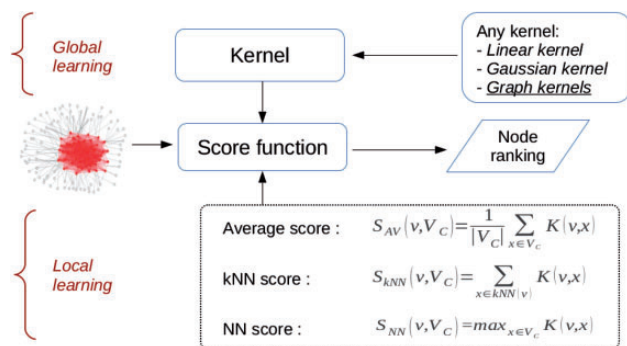 Global
learning
Kernel
Any kernel:
- Linear kernel
- Gaussian kernel
- Graph kernels
Score function
Node
ranking
Local
learning
Average score : S_AV(v,V_C)=1/|V_C| ∑_{x∈V_C} K(v,x)
kNN score : S_kNN(v,V_C)=∑_{x∈kNN(v)} K(v,x)
NN score : S_NN(v,V_C)=max_{x∈V_C} K(v,x)